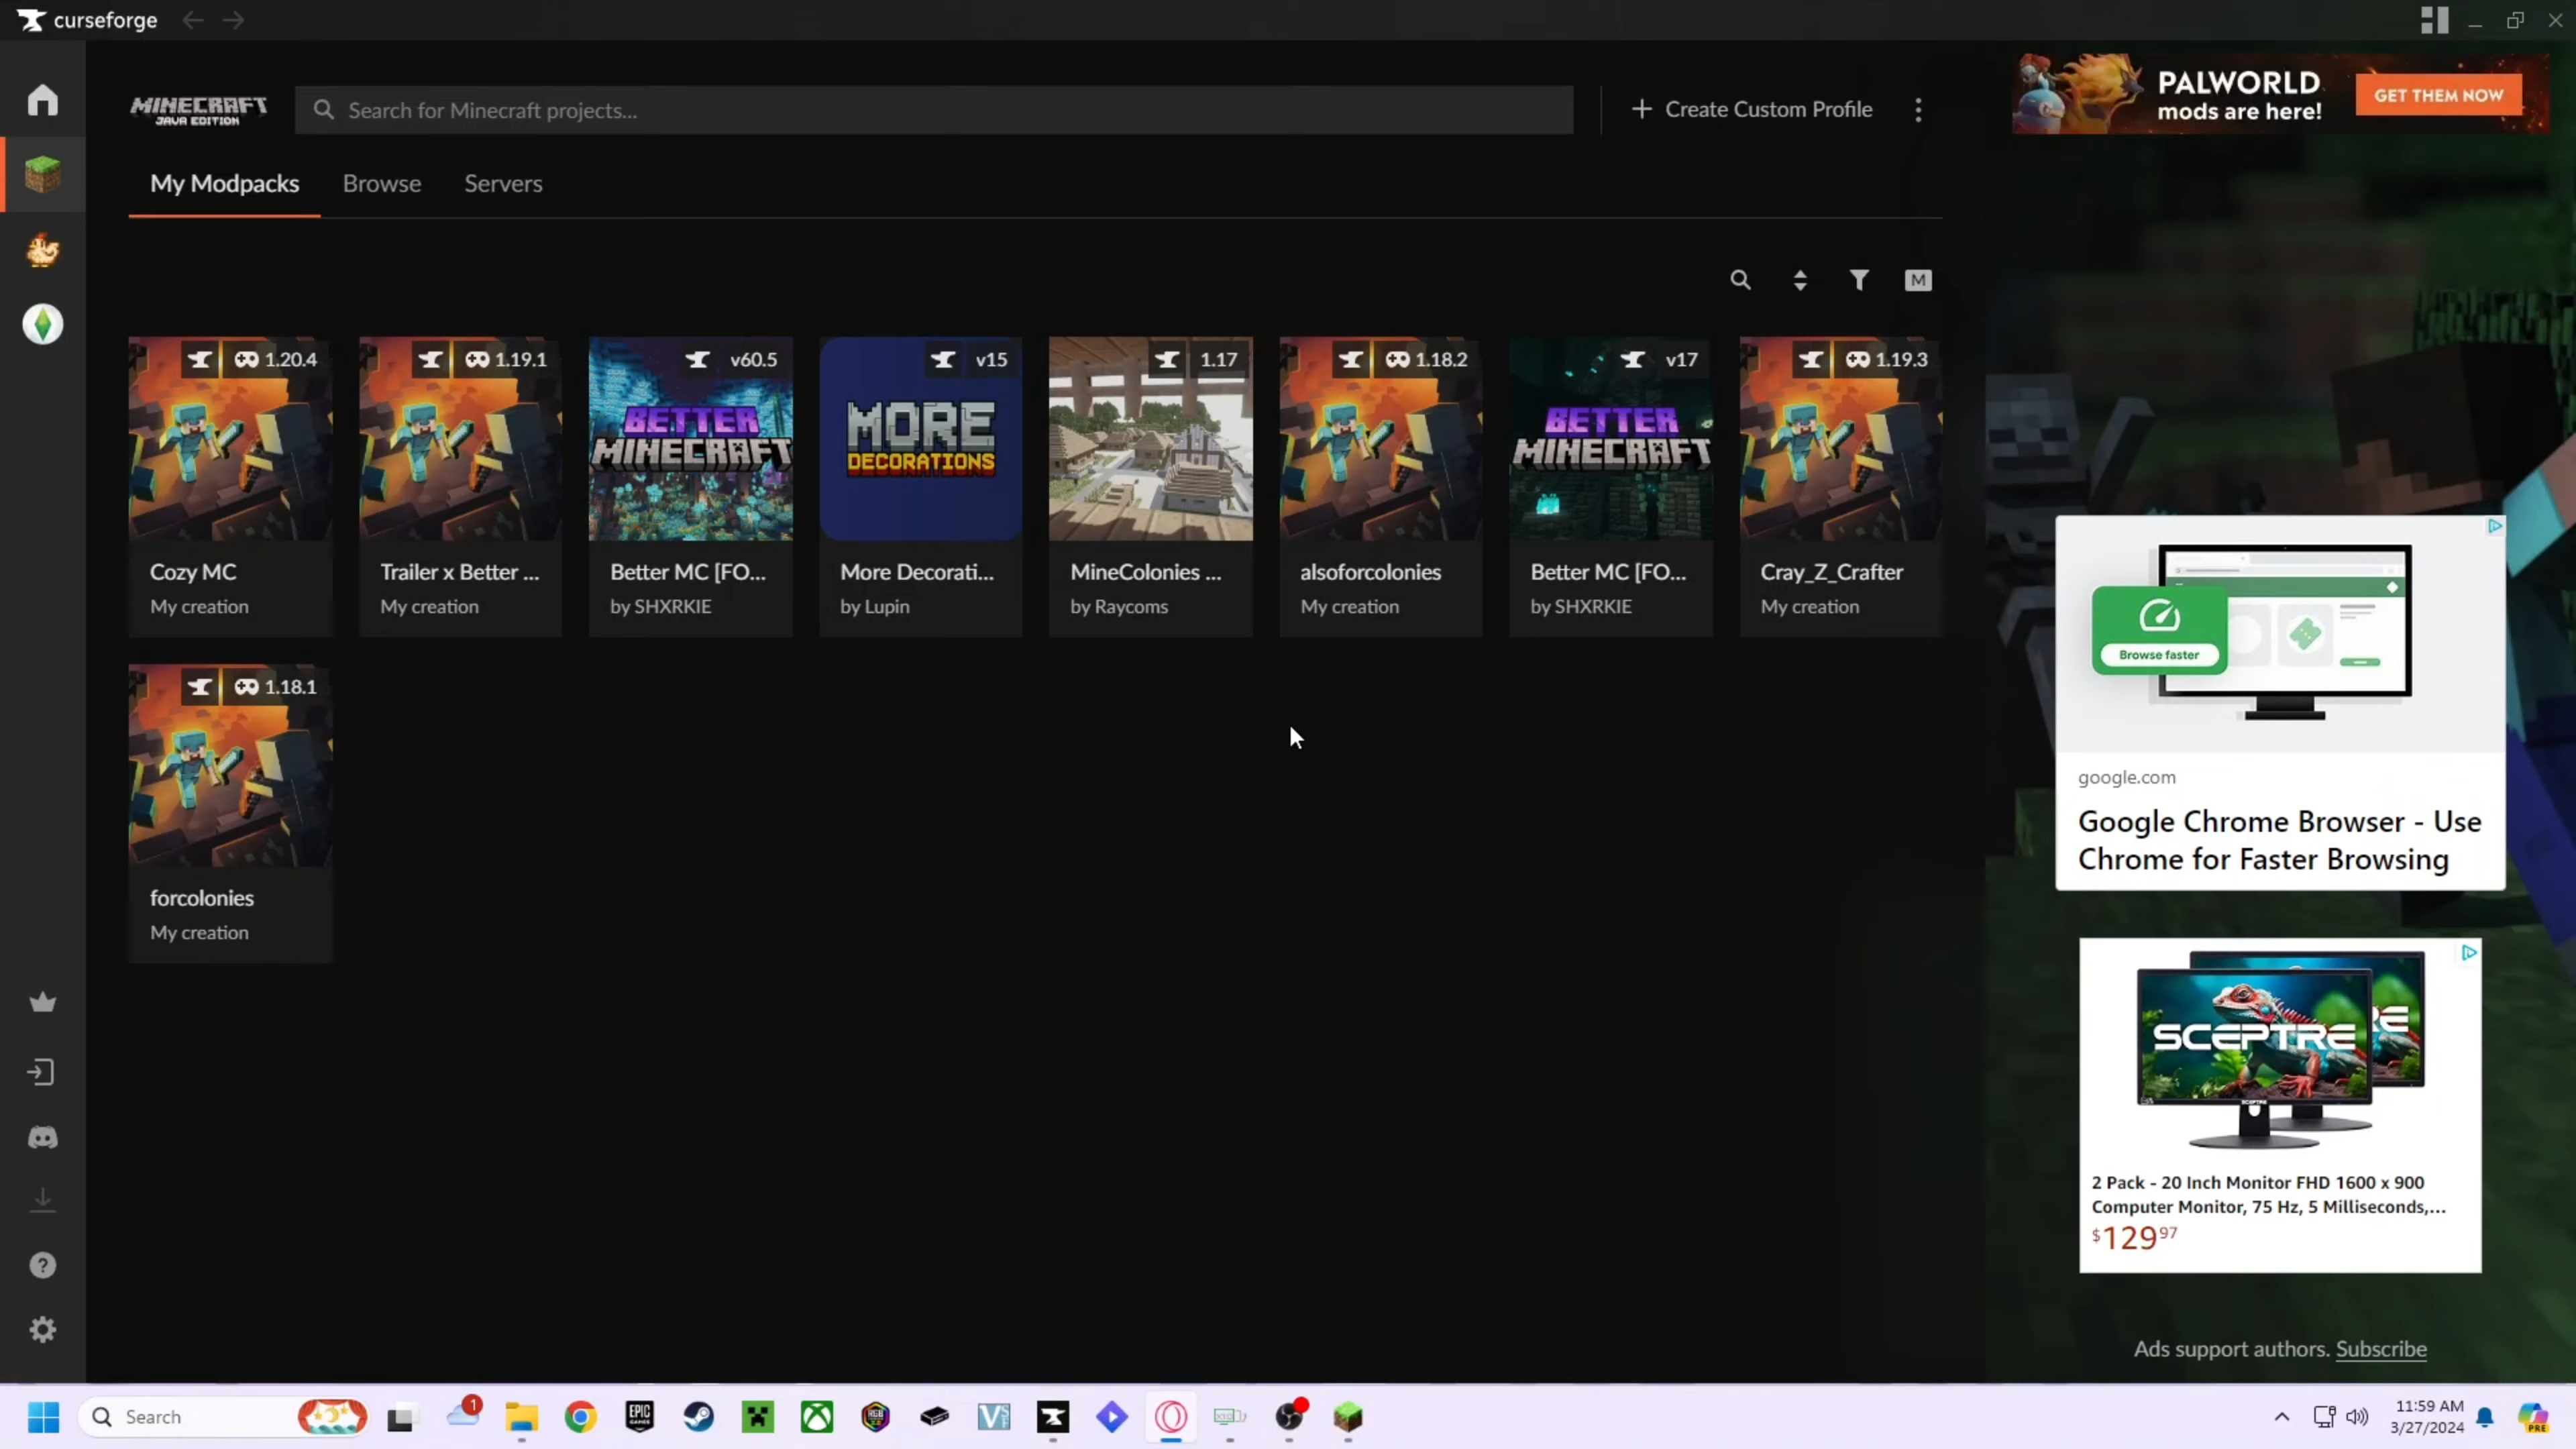 curseforge
MINECRAFT
JAVA EDITION
Search for Minecraft projects...
Create Custom Profile
PALWORLD
mods are here!
GET THEM NOW
My Modpacks
Browse
Servers
M
1.20.4
1.19.1
v60.5
v15
1.17
1.18.2
v17
1.19.3
BETTER
MINECRAFT
MORE
DECORATIONS
BETTER
MINECRAFT
Cozy MC
Trailer x Better ...
Better MC [FO...
More Decorati...
MineColonies ...
alsoforcolonies
Better MC [FO...
Cray_Z_Crafter
My creation
My creation
by SHXRKIE
by Lupin
by Raycoms
My creation
by SHXRKIE
My creation
1.18.1
forcolonies
My creation
Browse faster
google.com
Google Chrome Browser - Use
Chrome for Faster Browsing
SCEPTRE
2 Pack - 20 Inch Monitor FHD 1600 x 900
Computer Monitor, 75 Hz, 5 Milliseconds,...
$129.97
Ads support authors. Subscribe
Search
1
EPIC
GAMES
11:59 AM
3/27/2024
PRE